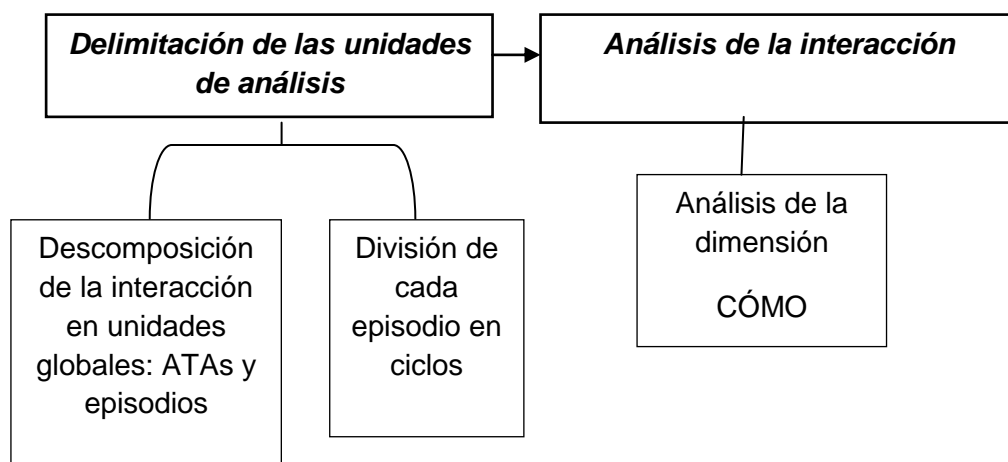 Delimitación de las unidades
de análisis
Análisis de la interacción
Descomposición
de la interacción
en unidades
globales: ATAs y
episodios
División de
cada
episodio en
ciclos
Análisis de la
dimensión
CÓMO